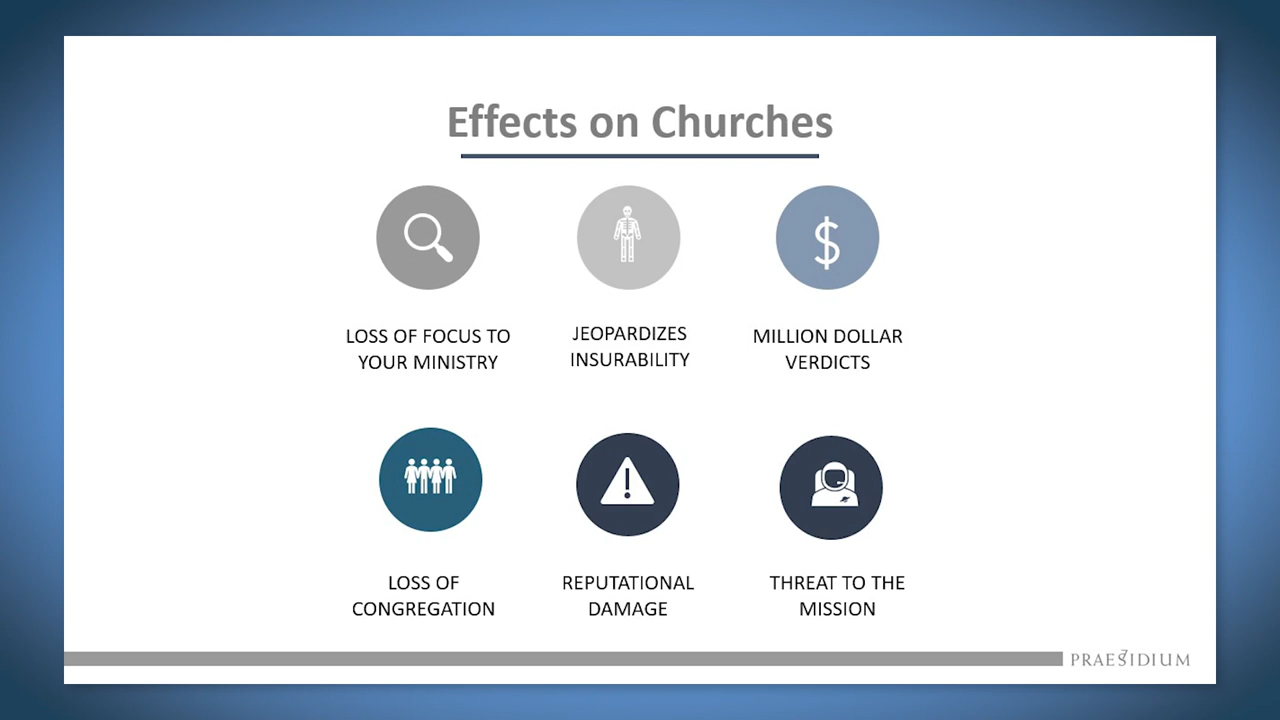 Effects on Churches
LOSS OF FOCUS TO
YOUR MINISTRY
JEOPARDIZES
INSURABILITY
MILLION DOLLAR
VERDICTS
LOSS OF
CONGREGATION
REPUTATIONAL
DAMAGE
THREAT TO THE
MISSION
PRAESIDIUM